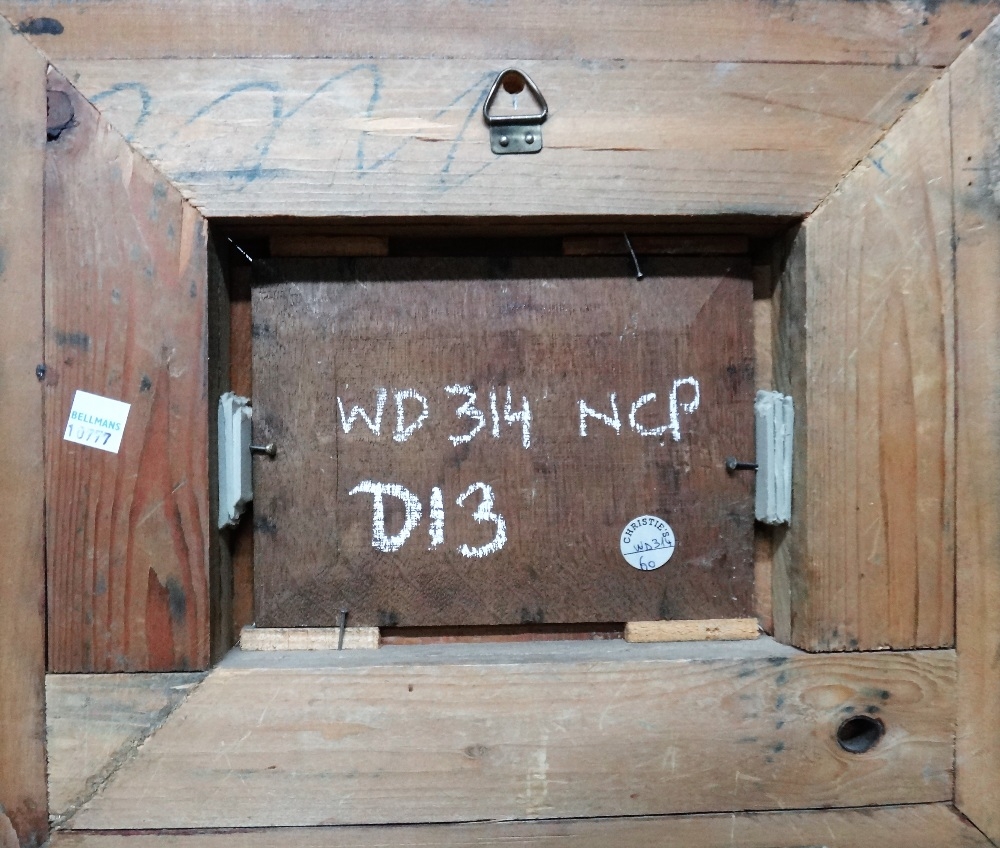 BELLMANS
10777
WD 314 NCP
D13
CHRISTIE'S
WD314
60